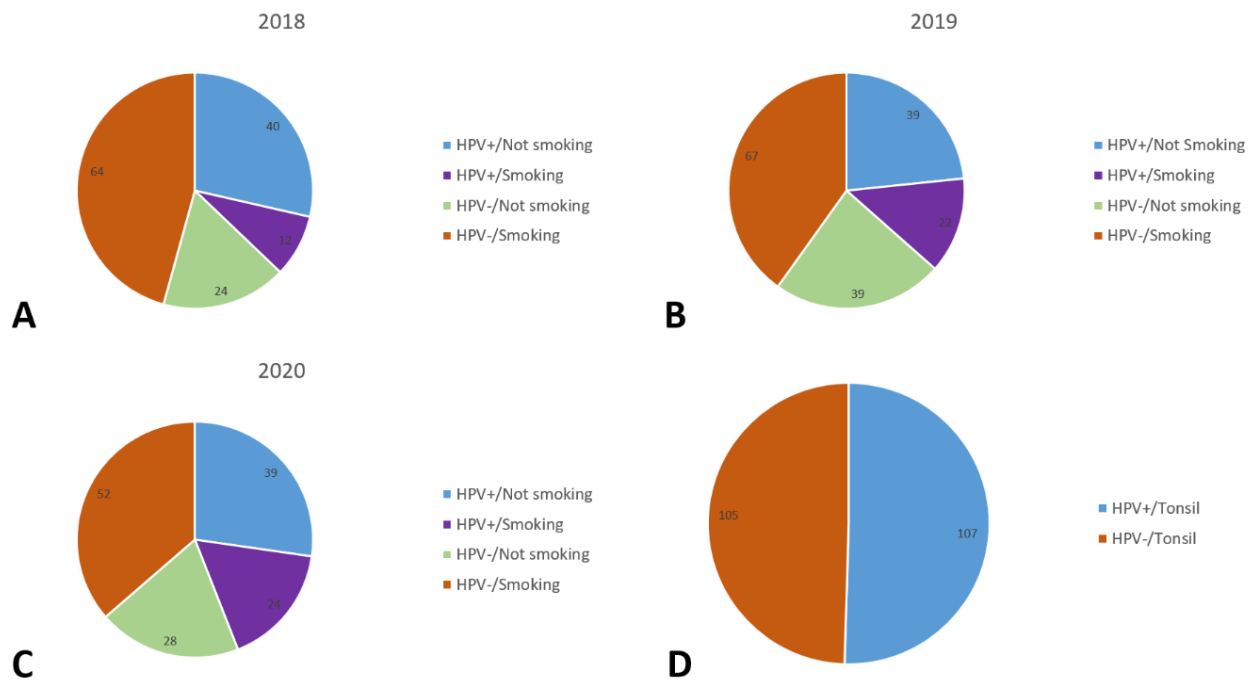 2018
40
12
24
64
HPV+/Not smoking
HPV+/Smoking
HPV-/Not smoking
HPV-/Smoking
A
2019
39
22
39
67
HPV+/Not Smoking
HPV+/Smoking
HPV-/Not smoking
HPV-/Smoking
B
2020
39
24
28
52
HPV+/Not smoking
HPV+/Smoking
HPV-/Not smoking
HPV-/Smoking
C
107
105
HPV+/Tonsil
HPV-/Tonsil
D